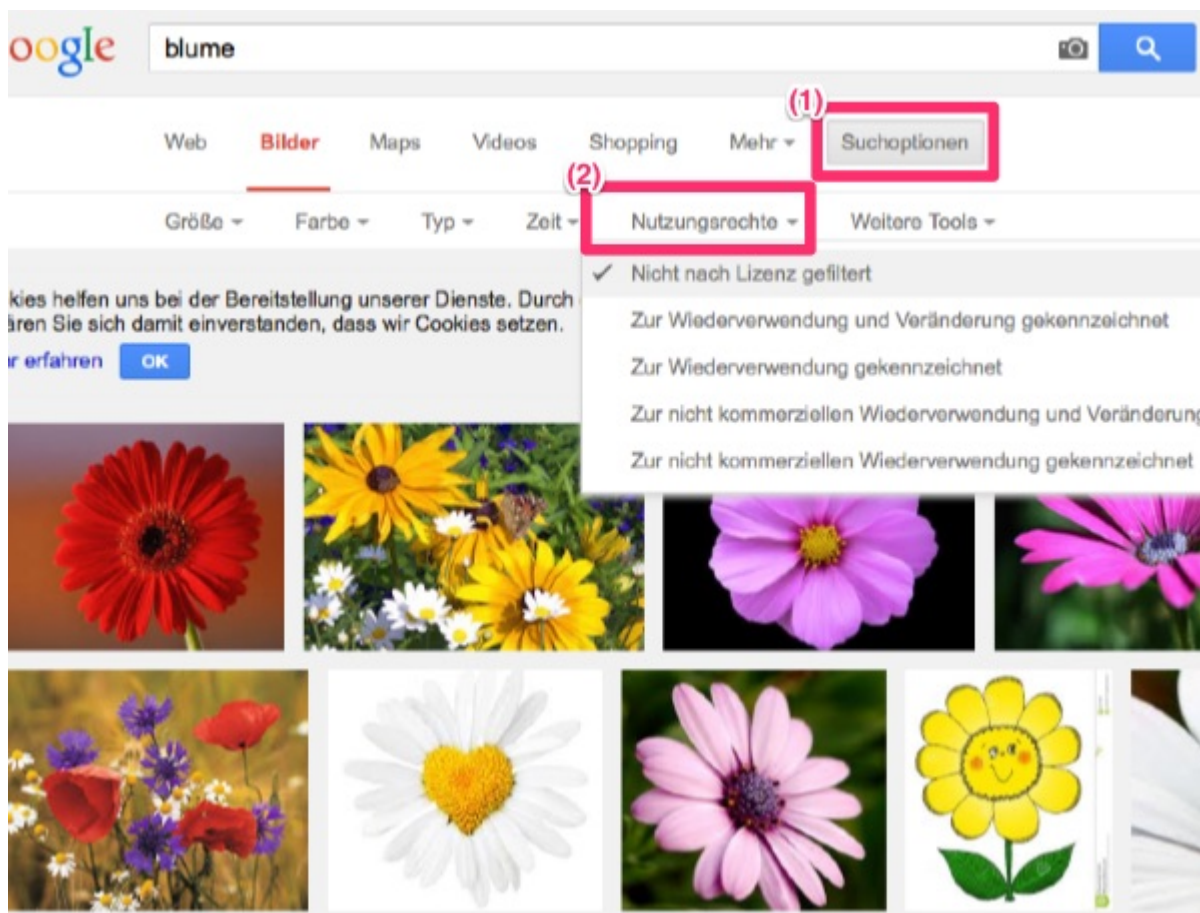 oogle
blume
(1)
Web Bilder Maps Videos Shopping Mehr Suchoptionen
(2)
Größe Farbe Typ Zeit Nutzungsrechte Weitere Tools
Nicht nach Lizenz gefiltert
kies helfen uns bei der Bereitstellung unserer Dienste. Durch
Zur Wiederverwendung und Veränderung gekennzeichnet
ären Sie sich damit einverstanden, dass wir Cookies setzen.
r erfahren OK
Zur Wiederverwendung gekennzeichnet
Zur nicht kommerziellen Wiederverwendung und Veränderung
Zur nicht kommerziellen Wiederverwendung gekennzeichnet